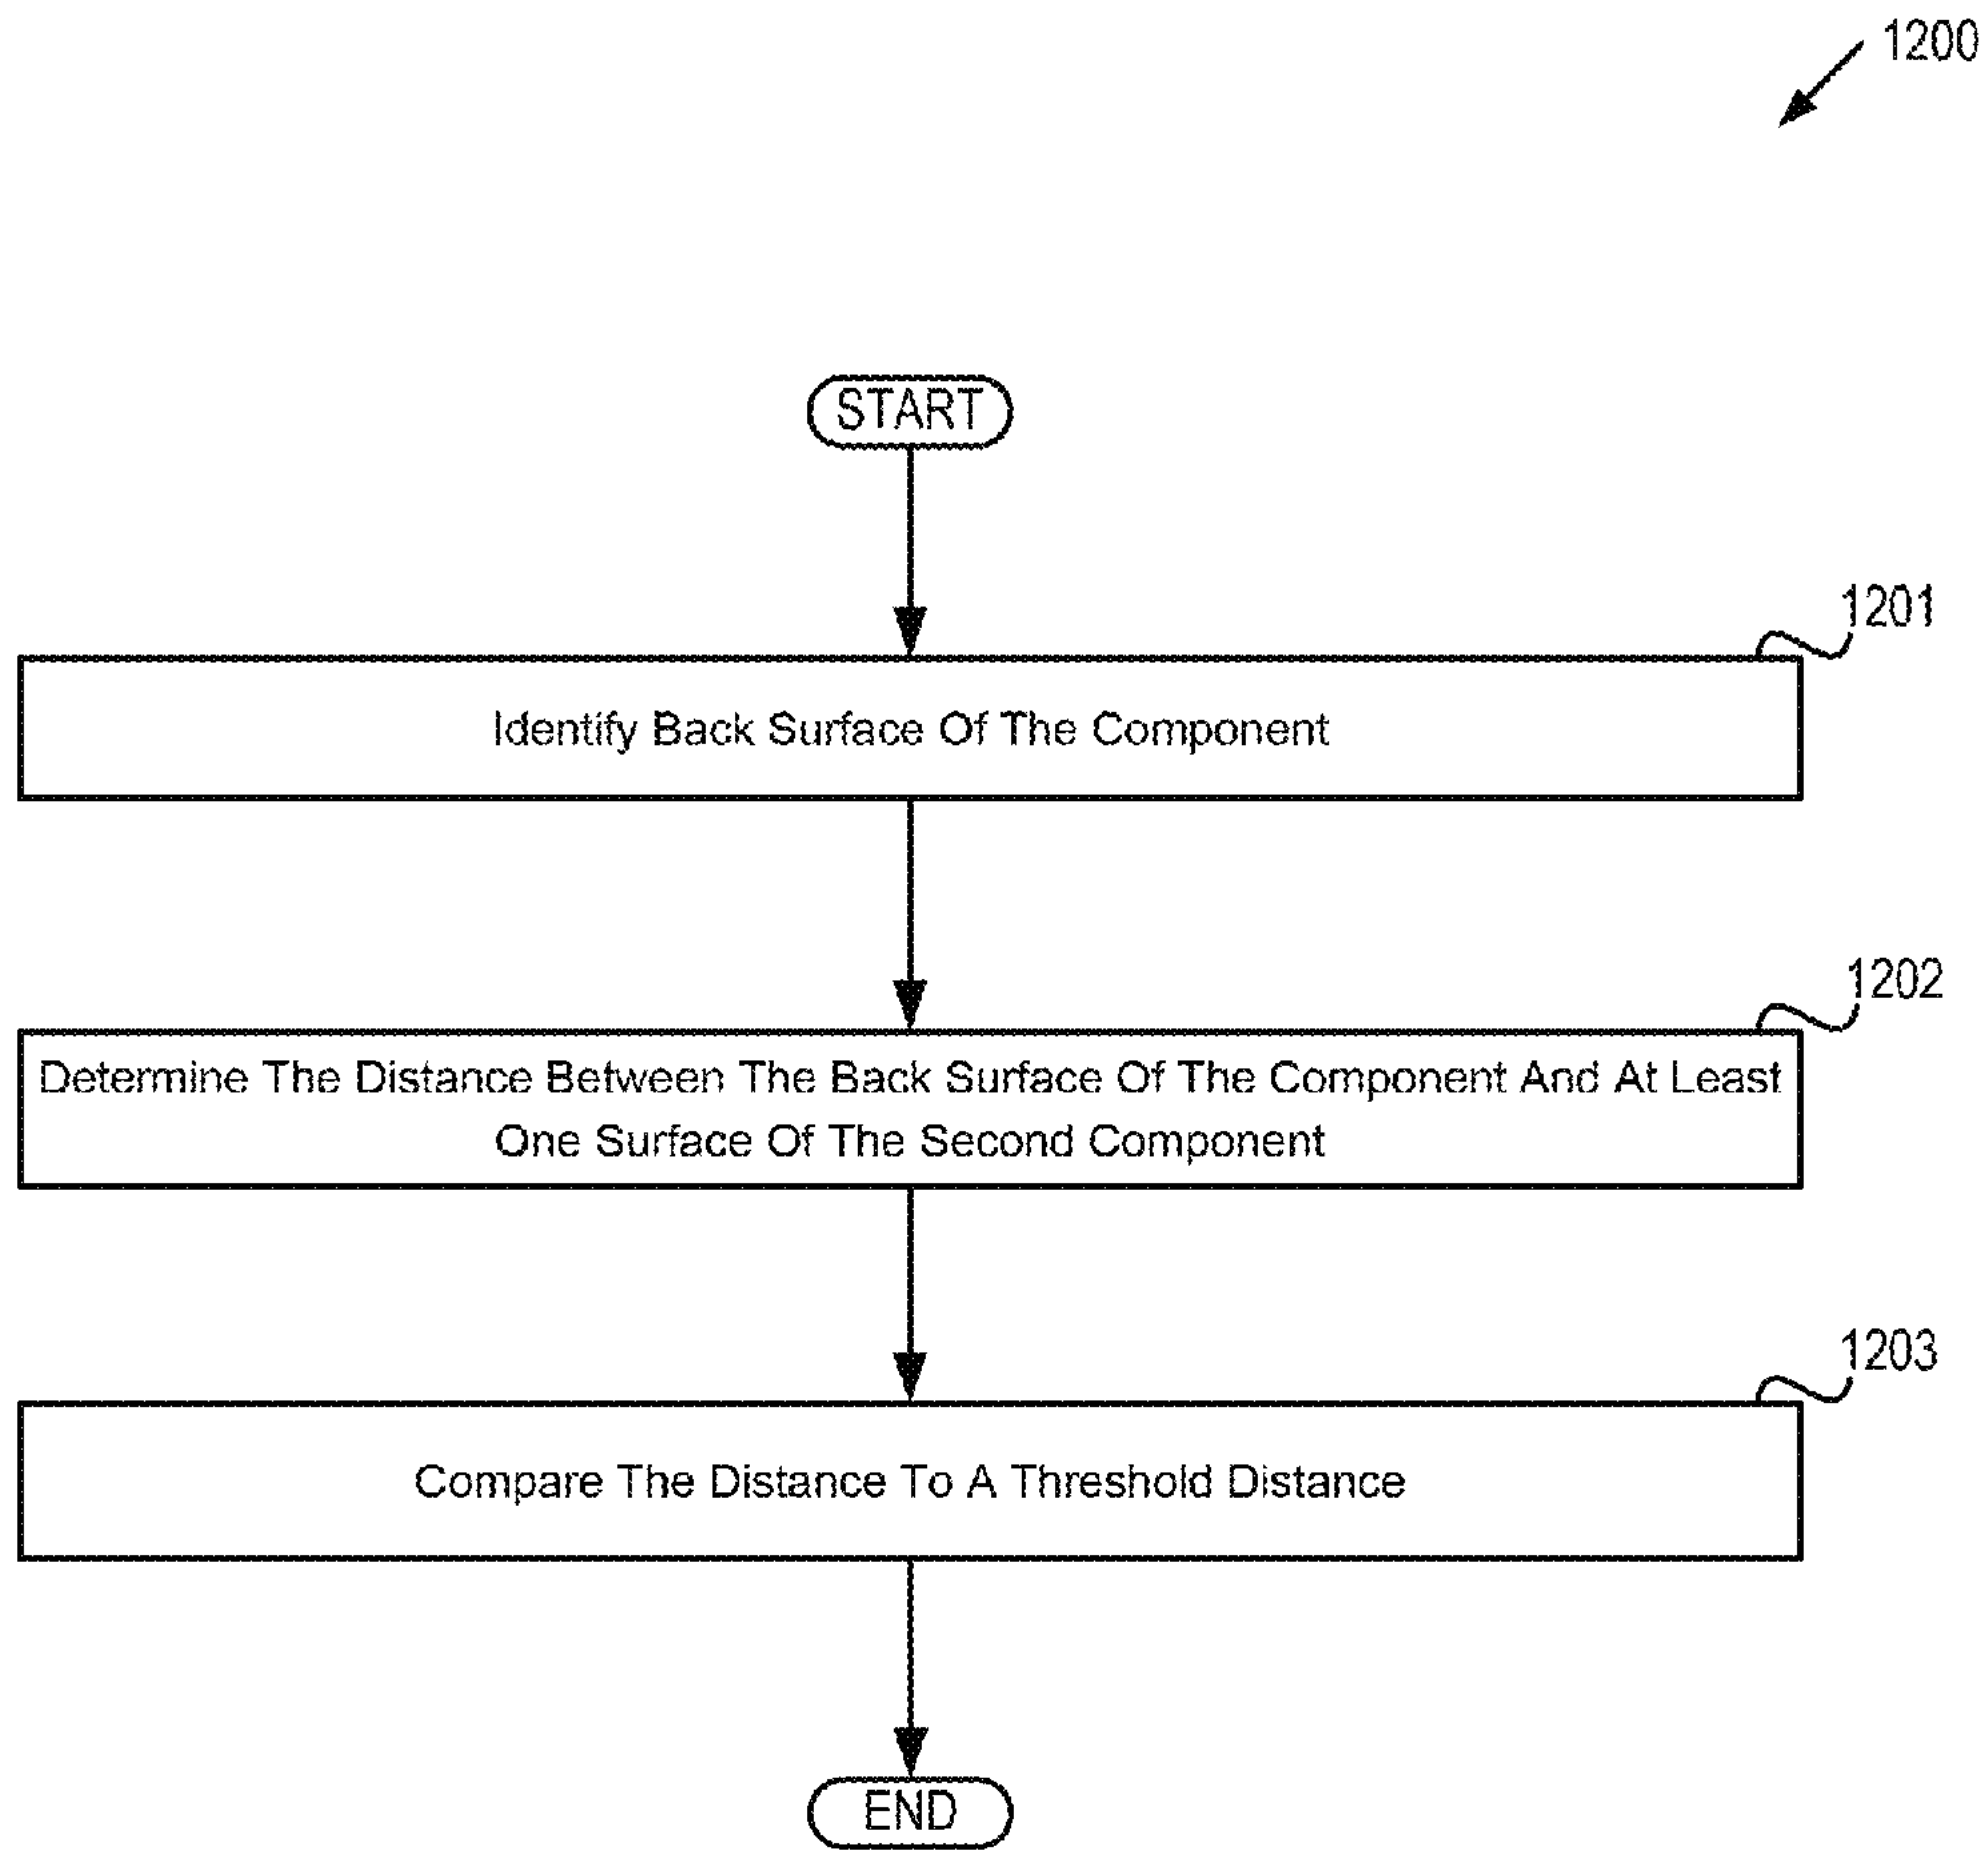 1200
START
1201
Identify Back Surface Of The Component
1202
Determine The Distance Between The Back Surface Of The Component And At Least
One Surface Of The Second Component
1203
Compare The Distance To A Threshold Distance
END